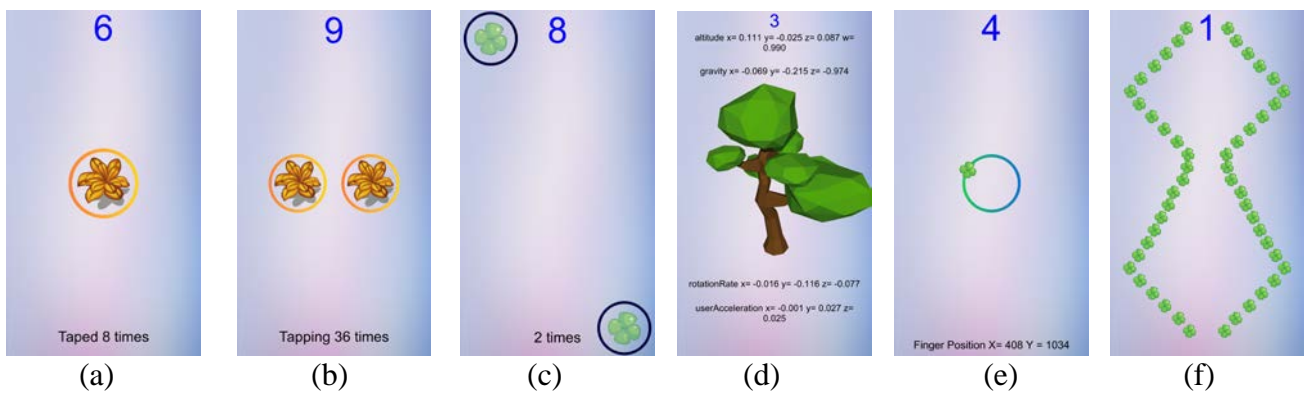 6
Taped 8 times
9
Tapping 36 times
8
2 times
3
altitude x= 0.111 y= -0.025 z= 0.087 w=
0.990
gravity x= -0.069 y= -0.215 z= -0.974
rotationRate x= -0.016 y= -0.116 z= -0.077
userAcceleration x= -0.001 y= 0.027 z=
0.025
4
Finger Position X= 408 Y = 1034
1
(a) (b) (c) (d) (e) (f)